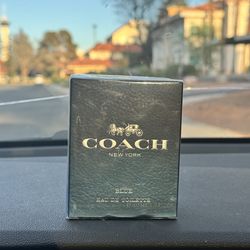 COACH
NEW YORK
BLUE
EAU DE TOILETTE